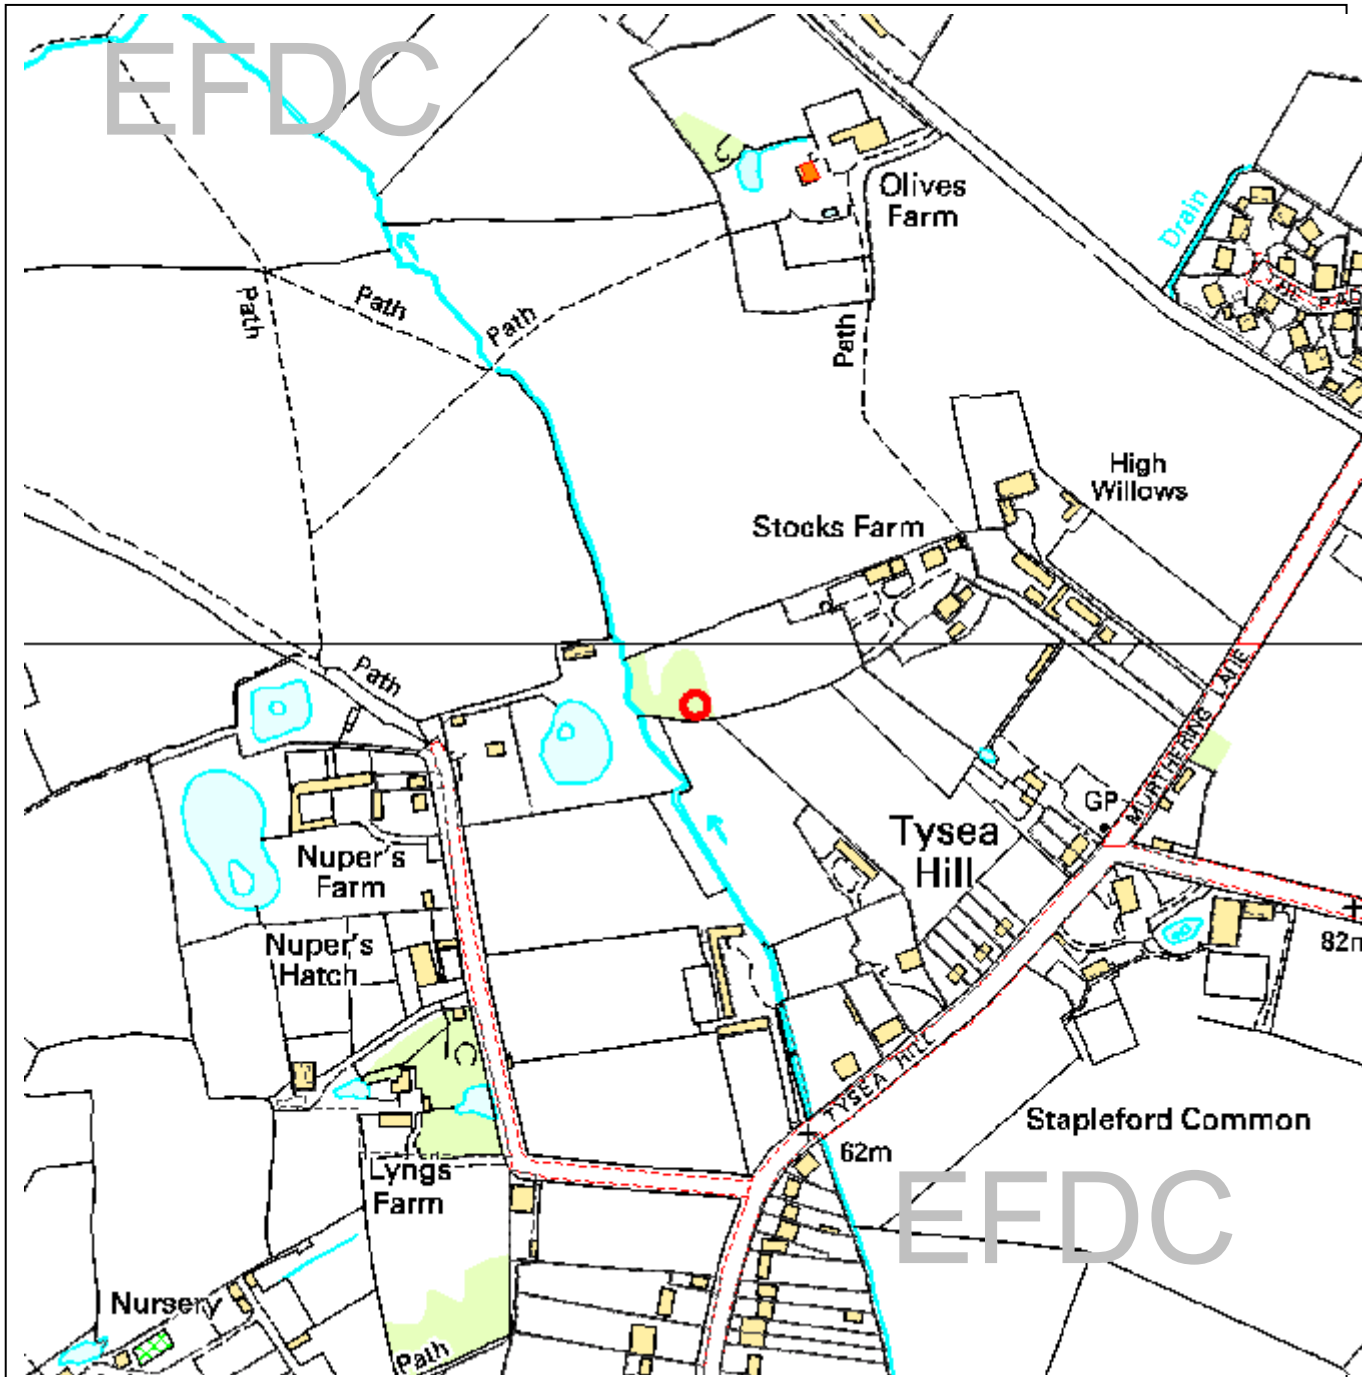 EFDC
Olives
Farm
Drain
Path
Path
Path
Path
High
Willows
Stocks Farm
Path
MURTHERING LANE
GP
Tysea
Hill
Nuper's
Farm
Nuper's
Hatch
82m
TYSEA HILL
Stapleford Common
62m
Lyngs
Farm
EFDC
Nursery
Path